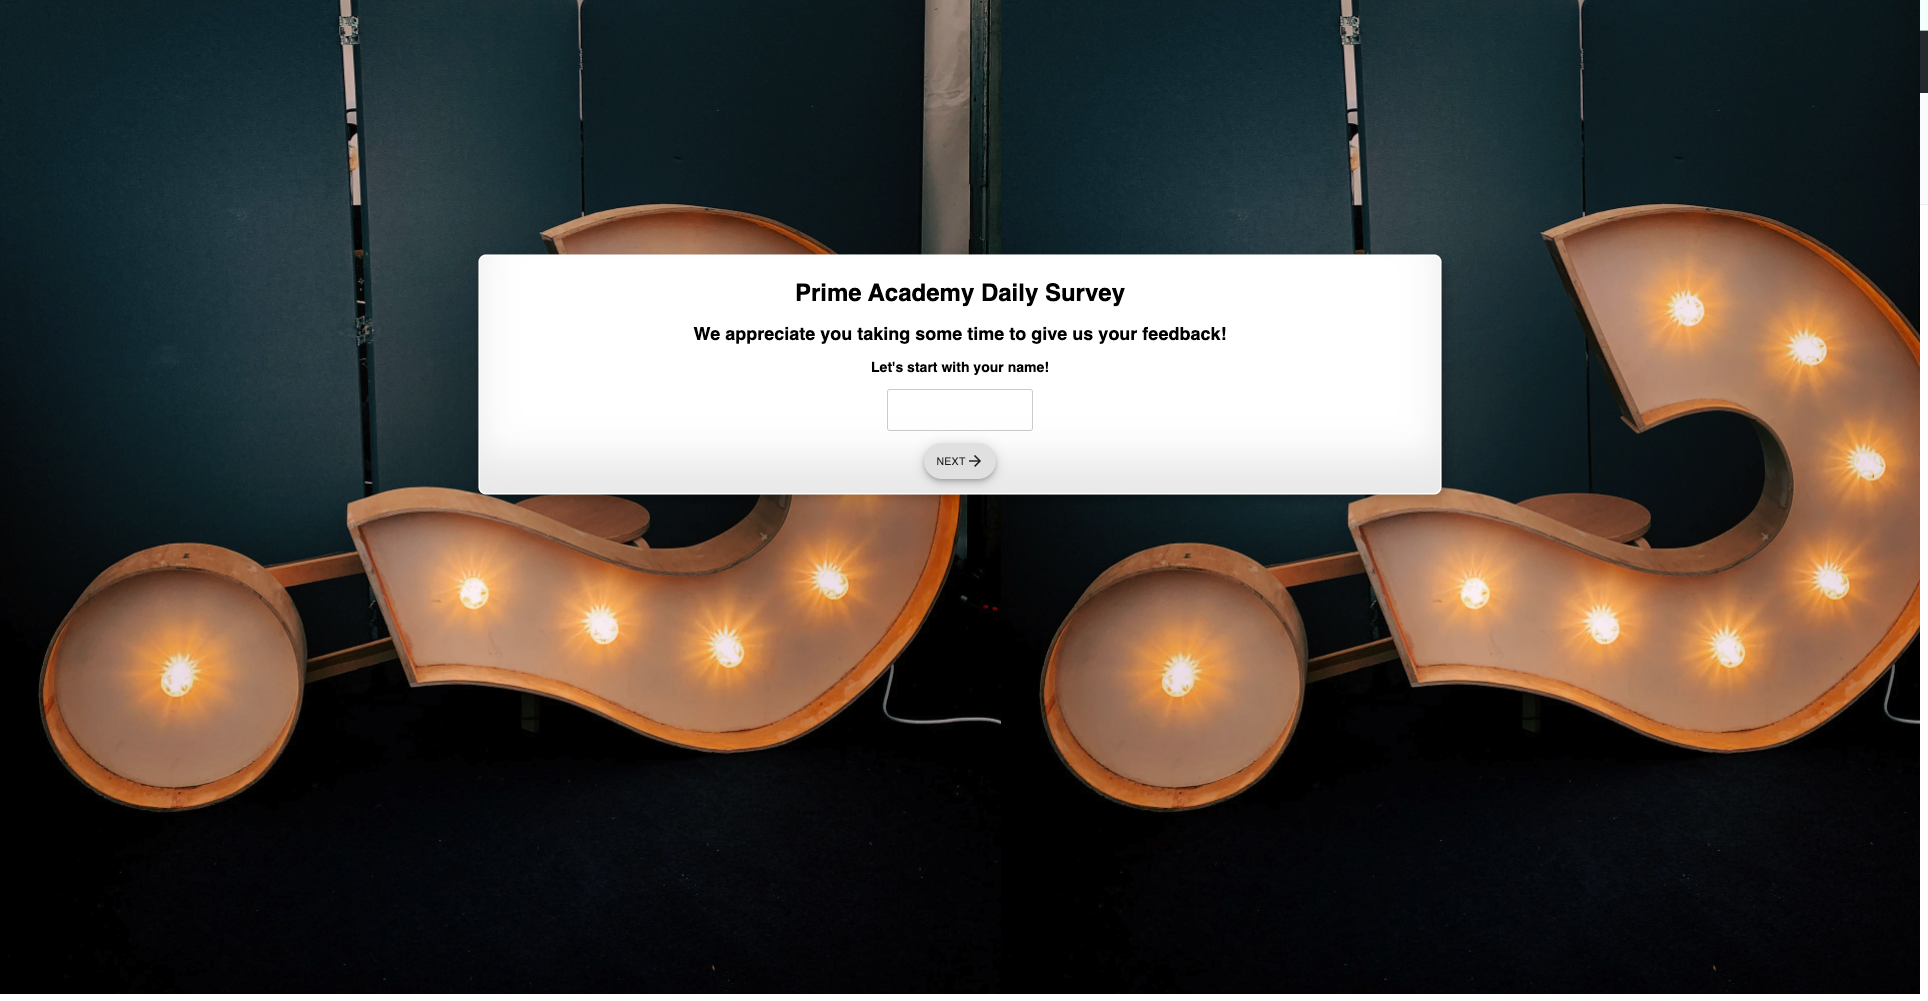 Prime Academy Daily Survey
We appreciate you taking some time to give us your feedback!
Let's start with your name!
NEXT